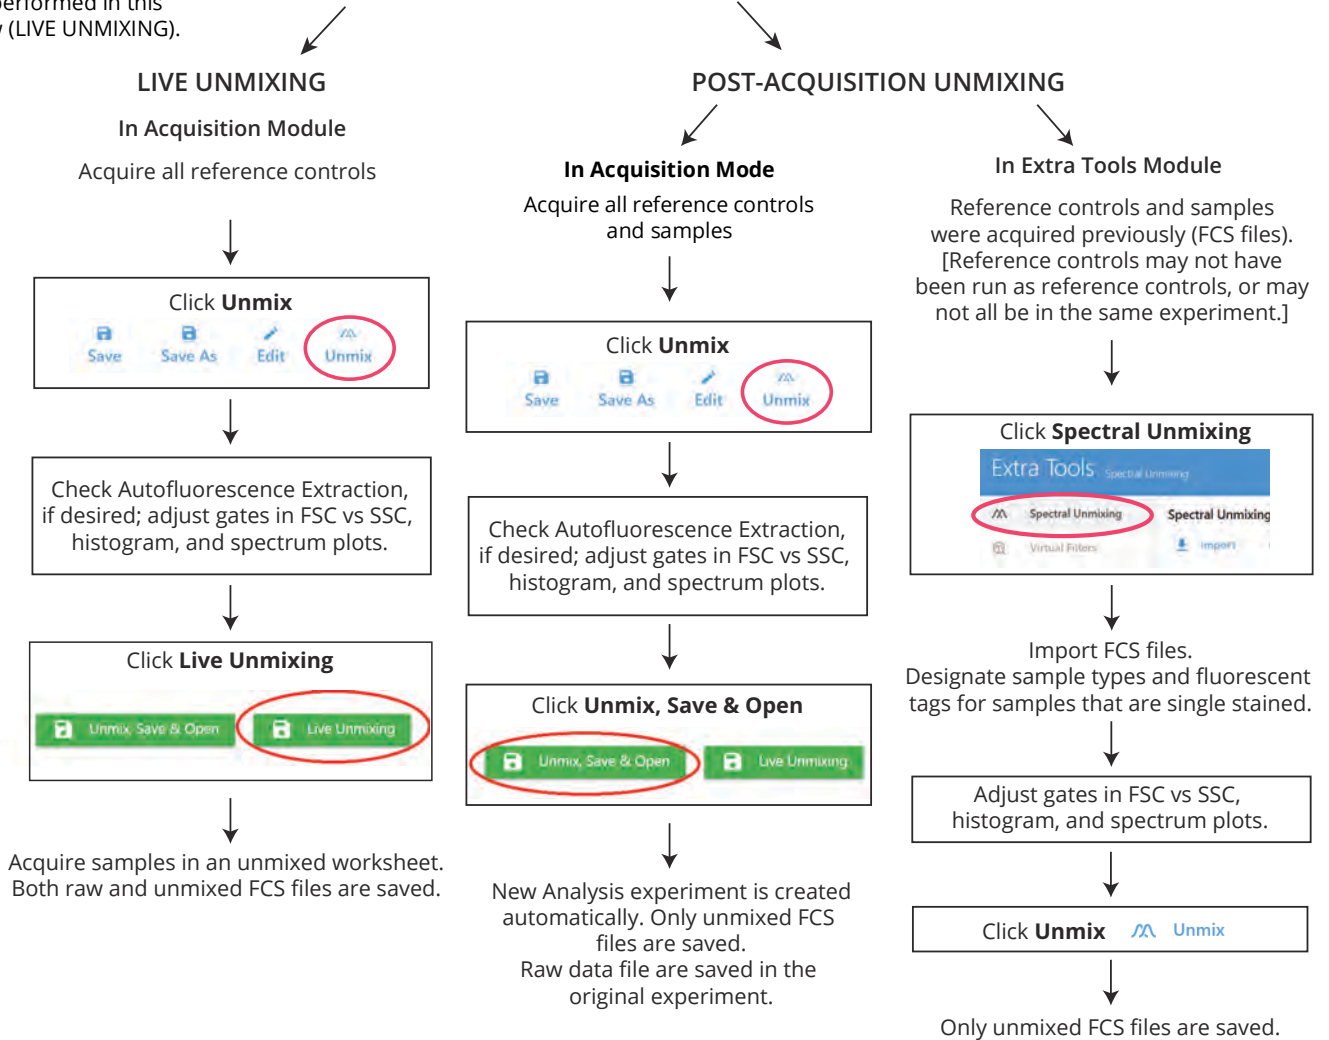 performed in this
(LIVE UNMIXING).
LIVE UNMIXING
In Acquisition Module
Acquire all reference controls
Click Unmix
Save Save As Edit Unmix
Check Autofluorescence Extraction,
if desired; adjust gates in FSC vs SSC,
histogram, and spectrum plots.
Click Live Unmixing
Unmix, Save & Open Live Unmixing
Acquire samples in an unmixed worksheet.
Both raw and unmixed FCS files are saved.
POST-ACQUISITION UNMIXING
In Acquisition Mode
Acquire all reference controls
and samples
Click Unmix
Save Save As Edit Unmix
Check Autofluorescence Extraction,
if desired; adjust gates in FSC vs SSC,
histogram, and spectrum plots.
Click Unmix, Save & Open
Unmix, Save & Open Live Unmixing
New Analysis experiment is created
automatically. Only unmixed FCS
files are saved.
Raw data file are saved in the
original experiment.
In Extra Tools Module
Reference controls and samples
were acquired previously (FCS files).
[Reference controls may not have
been run as reference controls, or may
not all be in the same experiment.]
Click Spectral Unmixing
Extra Tools Spectral Unmixing
Spectral Unmixing Spectral Unmixing
Virtual Filters Import
Import FCS files.
Designate sample types and fluorescent
tags for samples that are single stained.
Adjust gates in FSC vs SSC,
histogram, and spectrum plots.
Click Unmix Unmix
Only unmixed FCS files are saved.